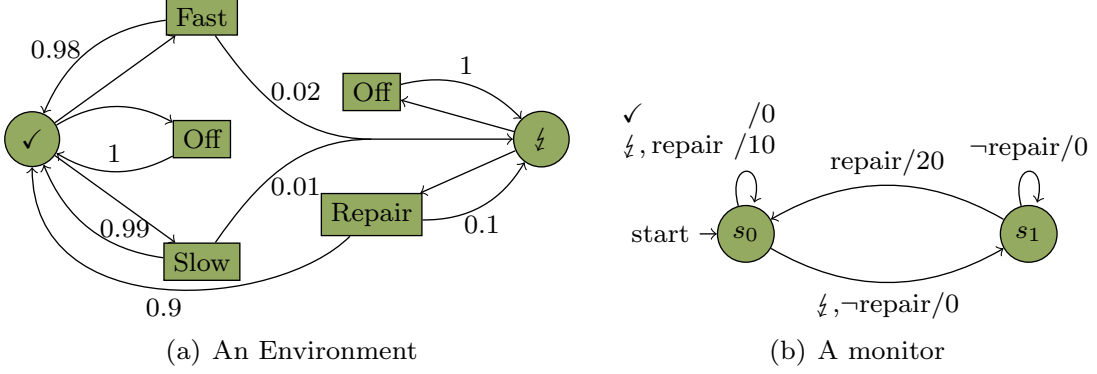 Fast
0.98
1
✓ /0
Off
0.02
↯, repair /10
¬repair/0
repair/20
✓
Off
↯
1
0.01
Repair
start
s0
s1
0.99
0.1
Slow
0.9
↯,¬repair/0
(a) An Environment
(b) A monitor